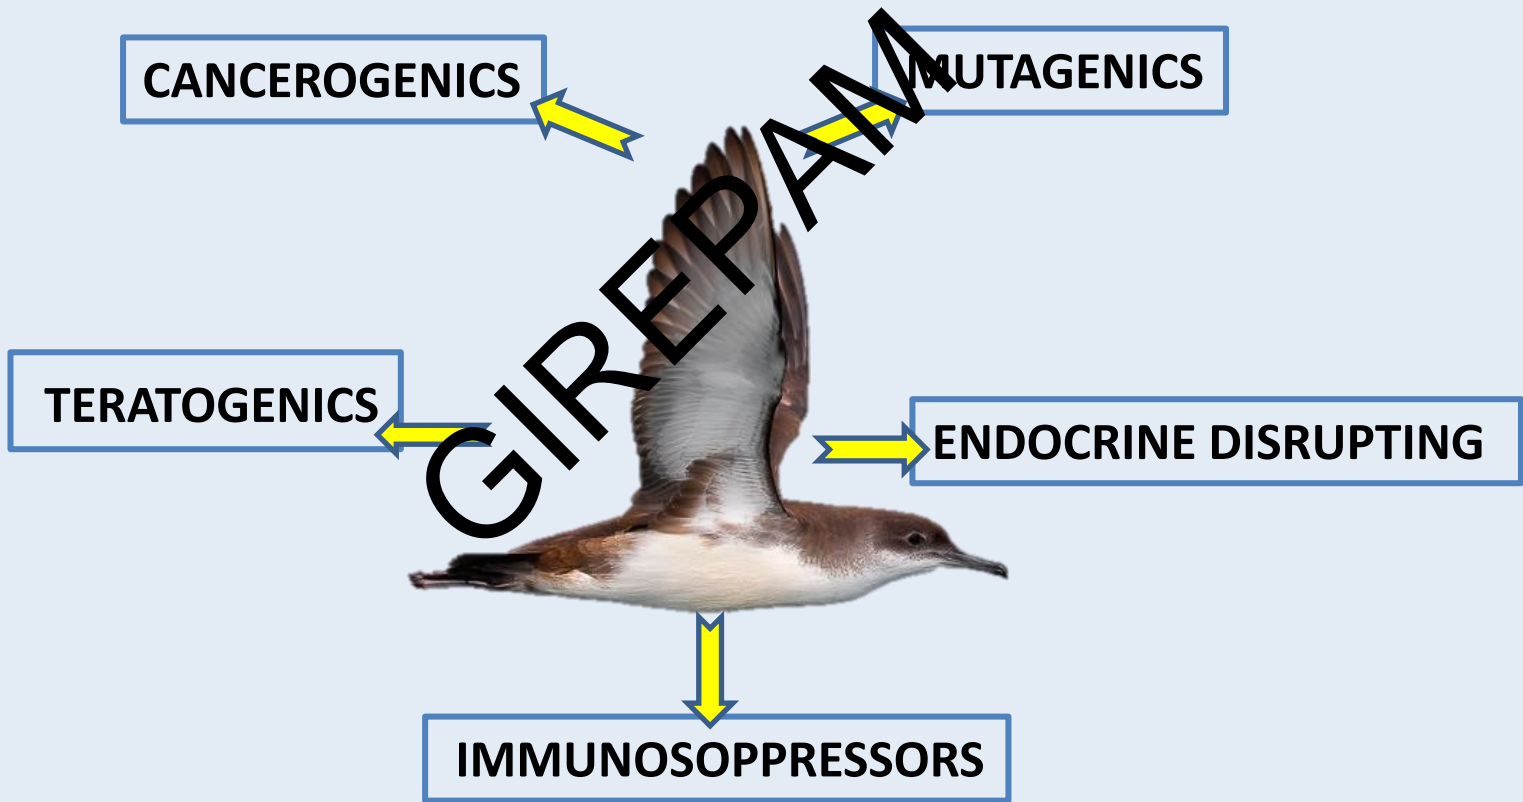 CANCEROGENICS
MUTAGENICS
GIREPAM
TERATOGENICS
ENDOCRINE DISRUPTING
IMMUNOSOPPRESSORS